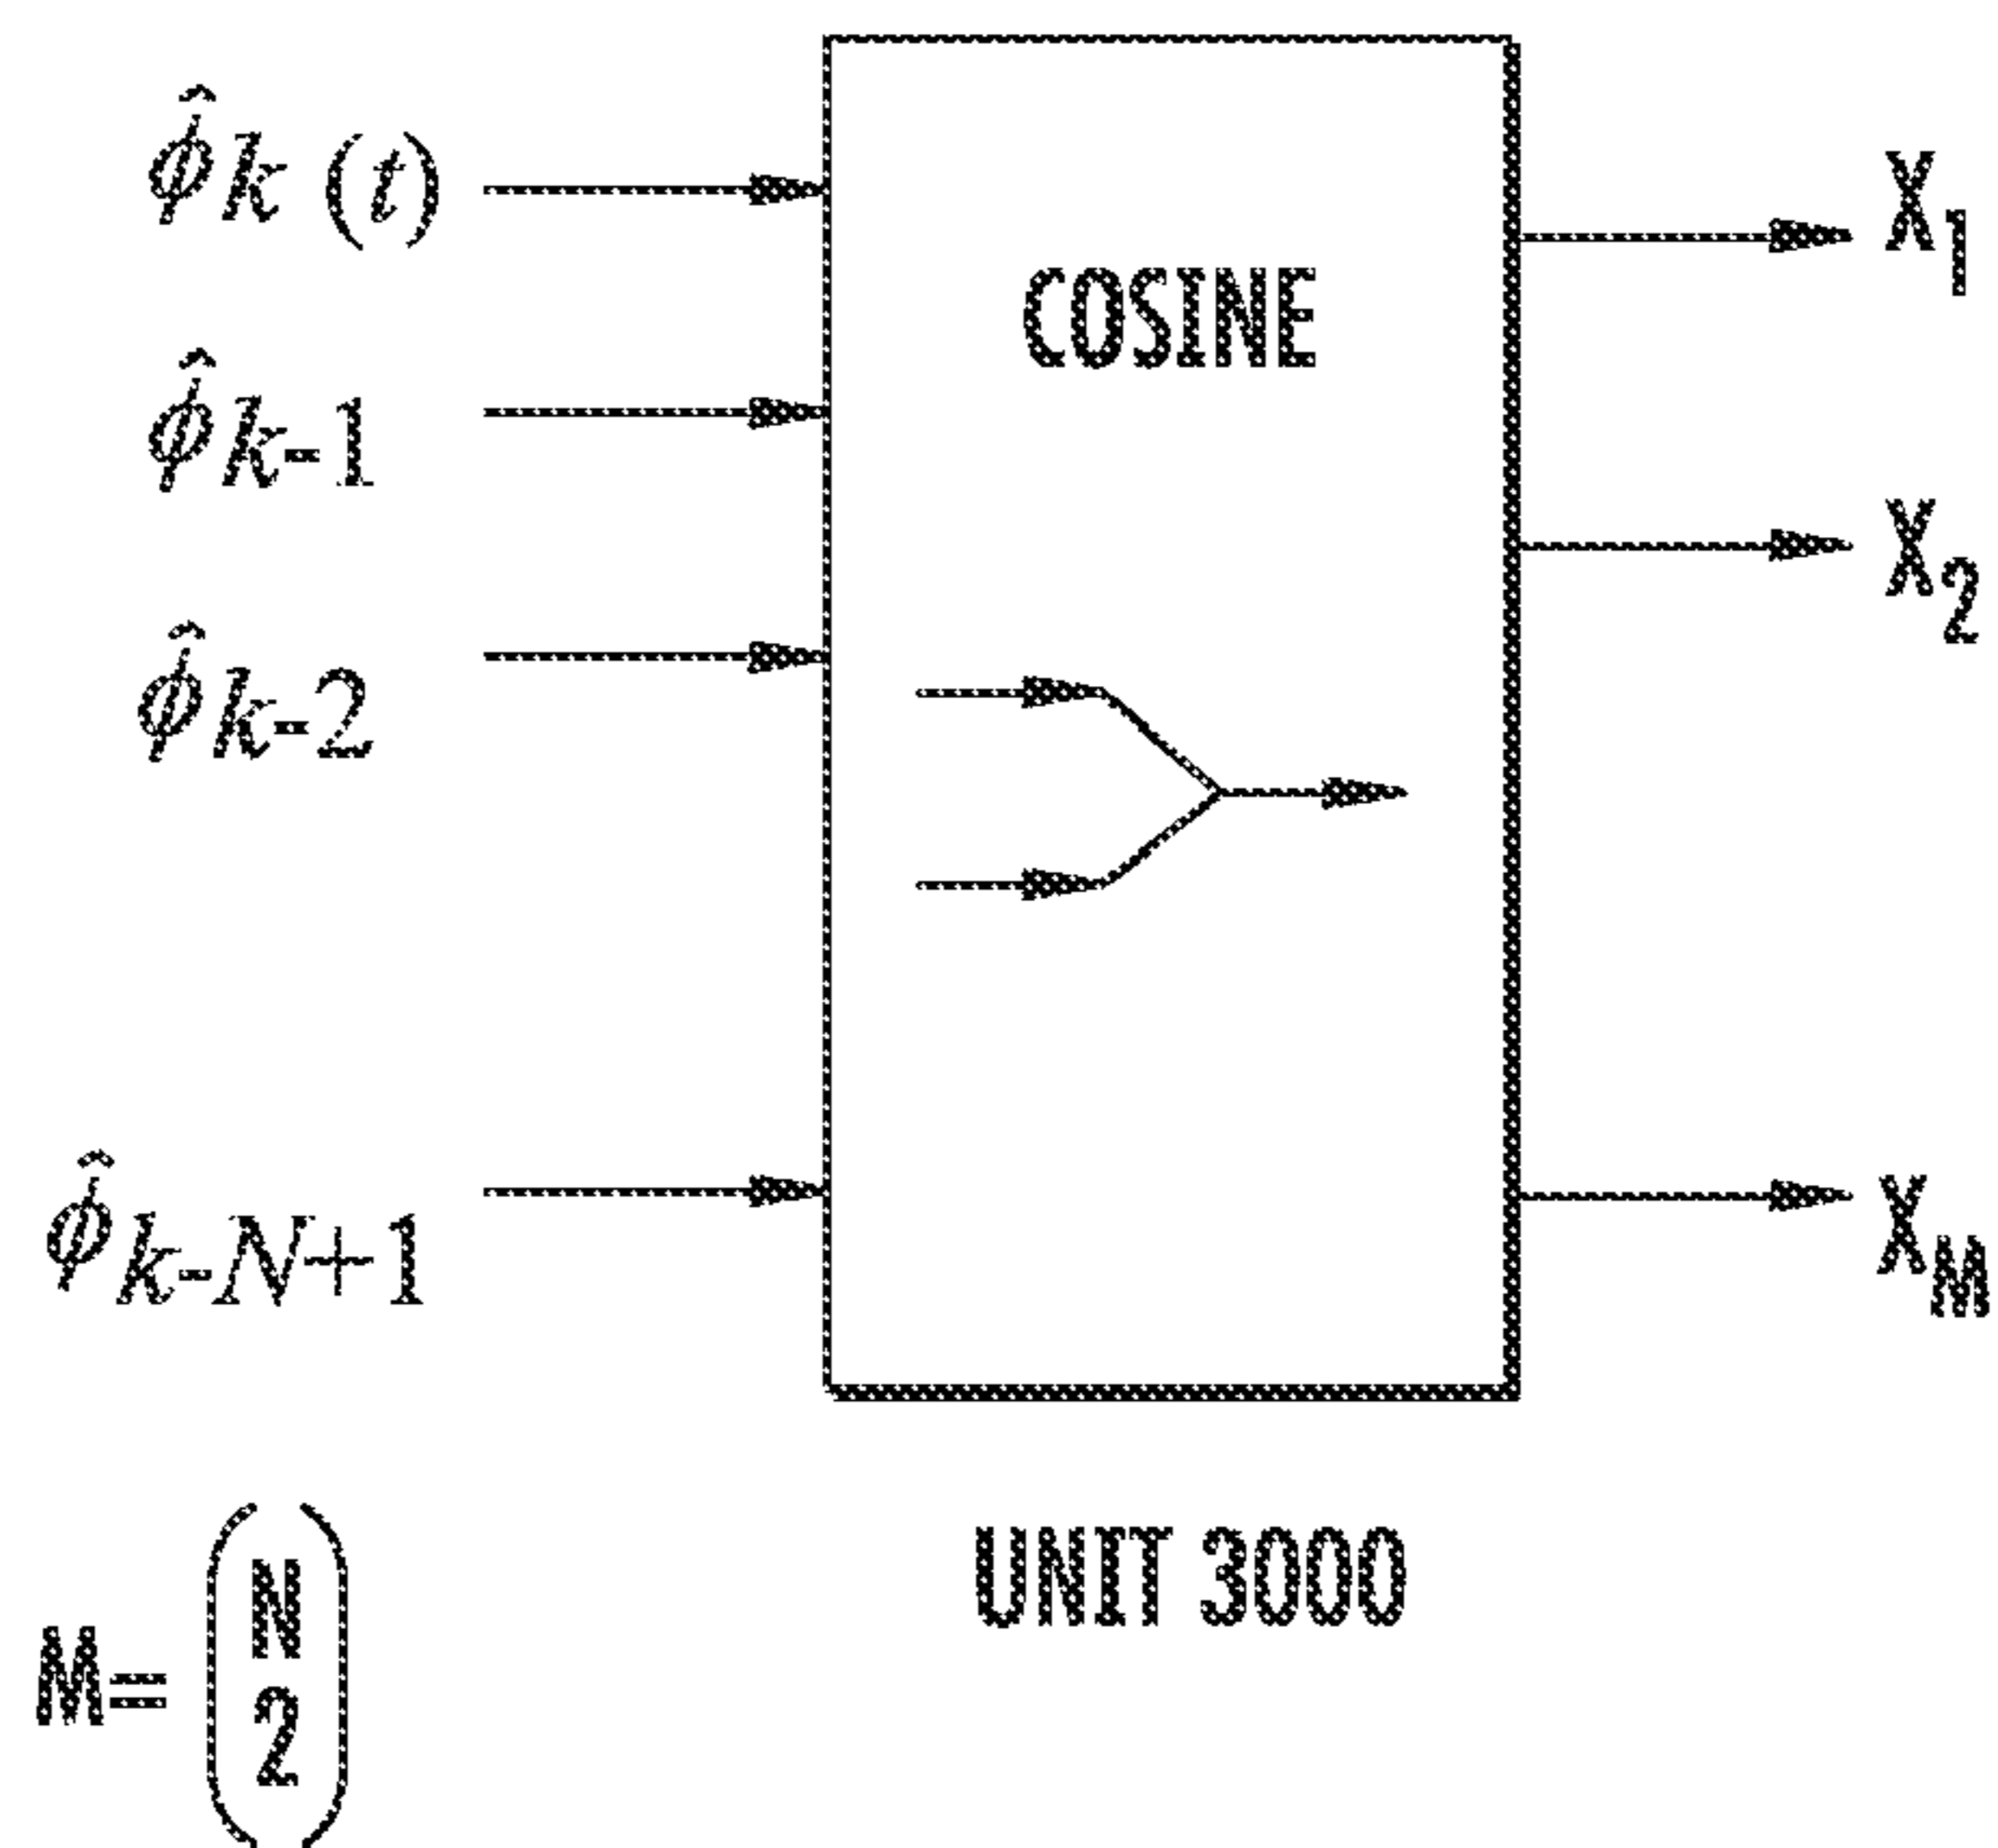 ϕ̂k (t)
ϕ̂k-1
ϕ̂k-2
ϕ̂k-N+1
COSINE
X1
X2
XM
UNIT 3000
M=(N
2)